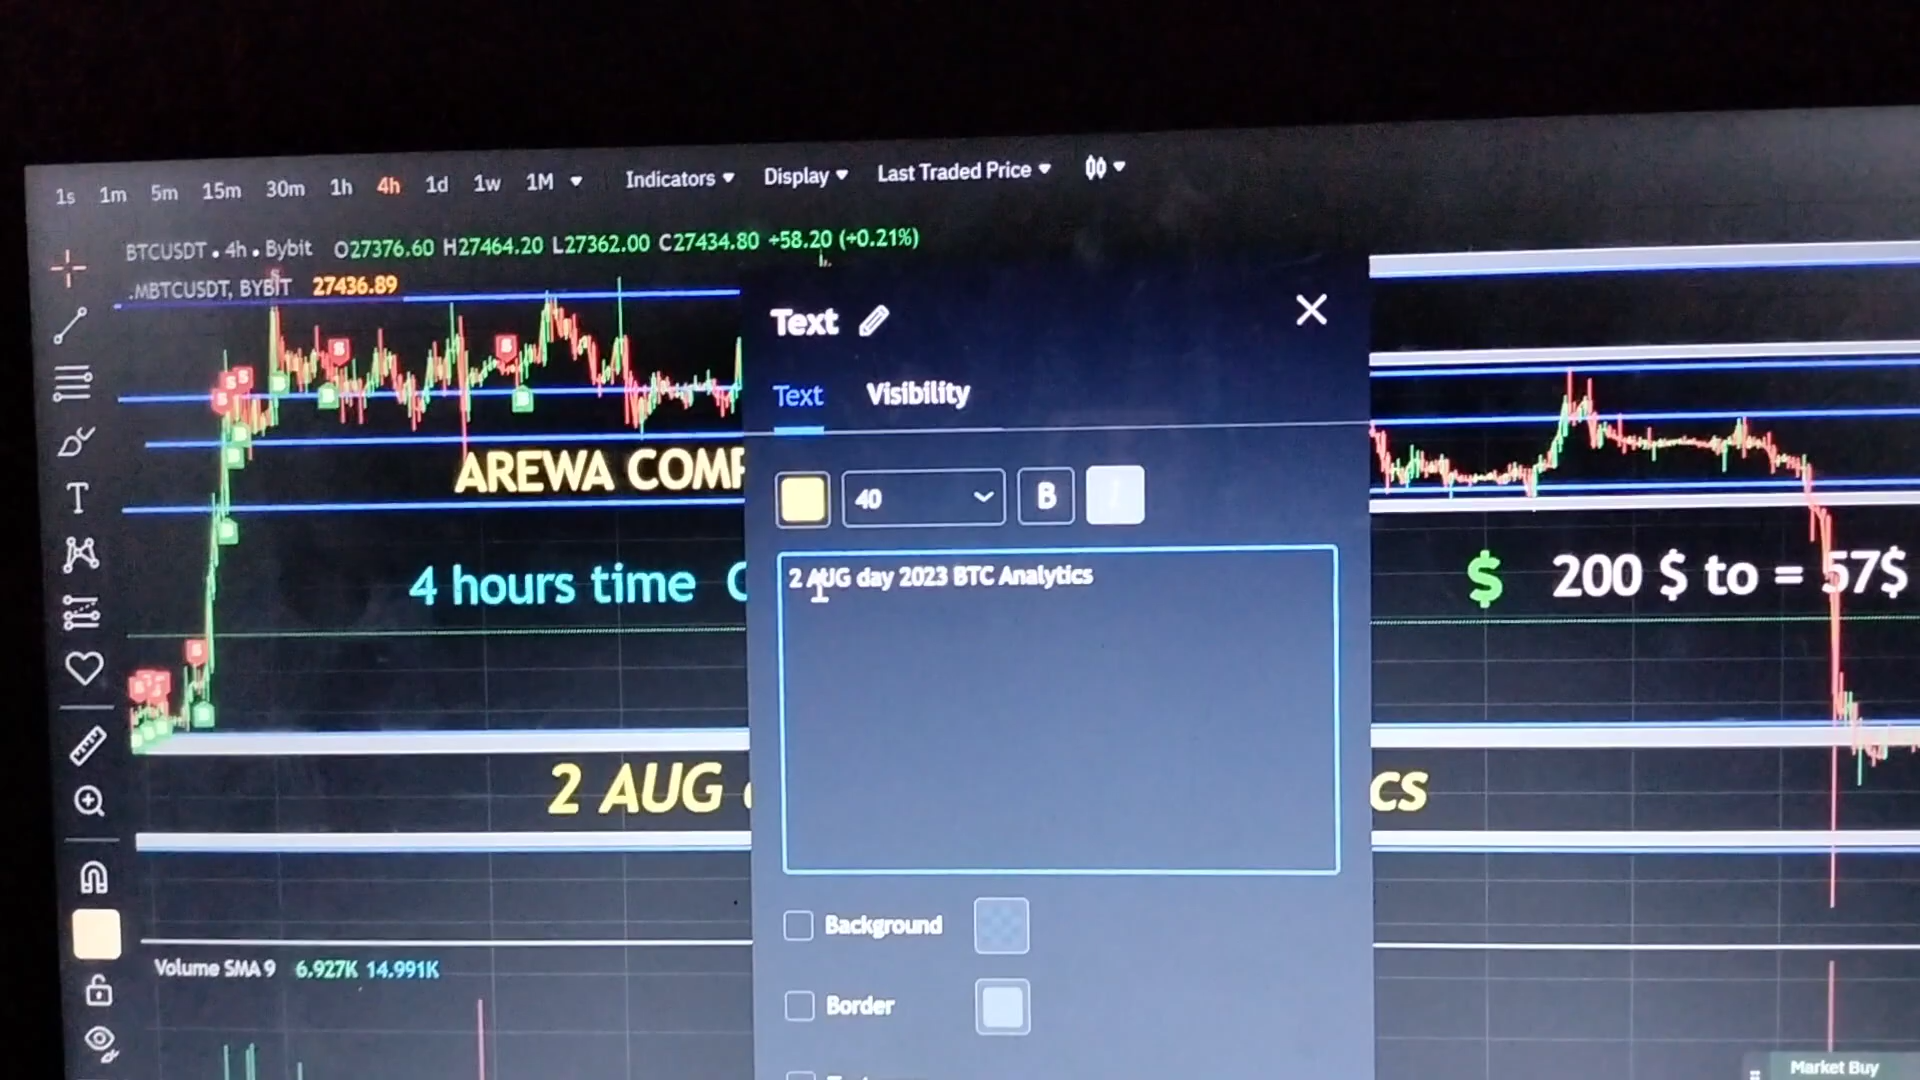 1s 1m 5m 15m 30m 1h 4h 1d 1w 1M Indicators Display Last Traded Price
BTCUSDT • 4h • Bybit O27376.60 H27464.20 L27362.00 C27434.80 +58.20 (+0.21%)
.MBTCUSDT, BYBIT 27436.89
Text
Text Visibility
AREWA COMP
40 B I
4 hours time
2 AUG day 2023 BTC Analytics
$ 200 $ to = 57$
2 AUG
cs
Background
Volume SMA 9 6.927K 14.991K
Border
Market Buy